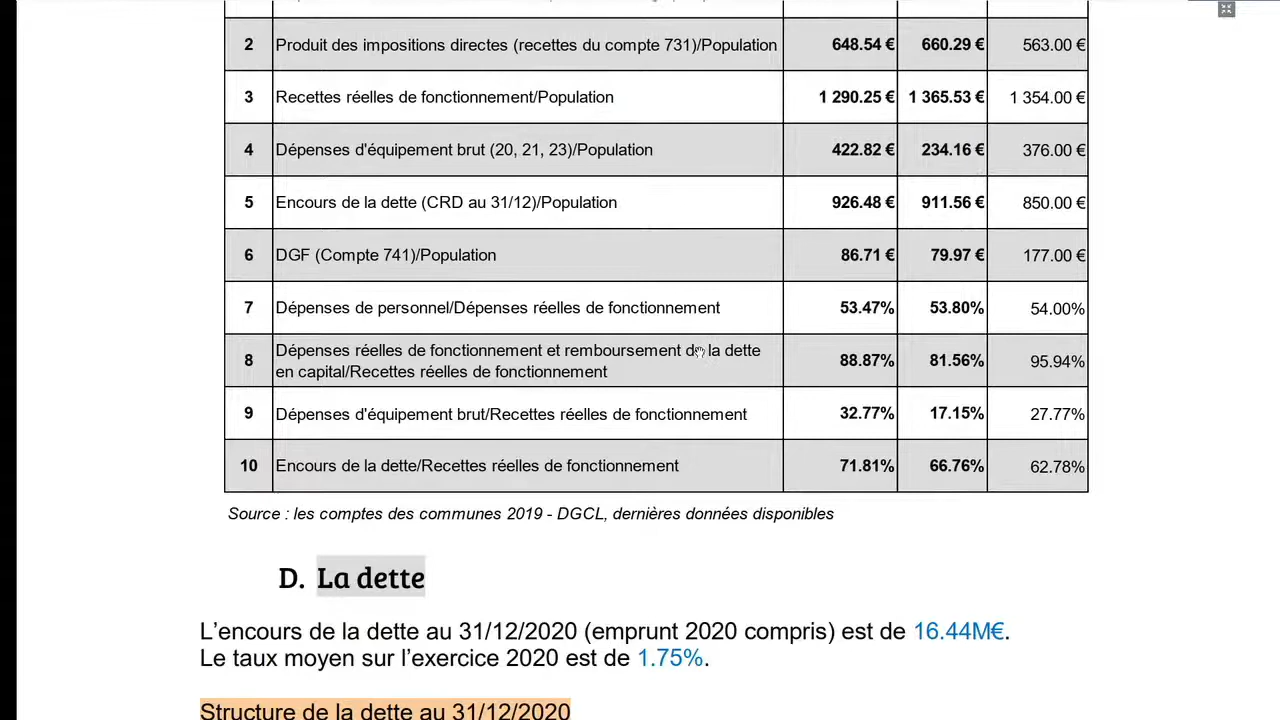 2 Produit des impositions directes (recettes du compte 731)/Population 648.54 € 660.29 € 563.00 €
3 Recettes réelles de fonctionnement/Population 1 290.25 € 1 365.53 € 1 354.00 €
4 Dépenses d'équipement brut (20, 21, 23)/Population 422.82 € 234.16 € 376.00 €
5 Encours de la dette (CRD au 31/12)/Population 926.48 € 911.56 € 850.00 €
6 DGF (Compte 741)/Population 86.71 € 79.97 € 177.00 €
7 Dépenses de personnel/Dépenses réelles de fonctionnement 53.47% 53.80% 54.00%
8 Dépenses réelles de fonctionnement et remboursement de la dette
en capital/Recettes réelles de fonctionnement 88.87% 81.56% 95.94%
9 Dépenses d'équipement brut/Recettes réelles de fonctionnement 32.77% 17.15% 27.77%
10 Encours de la dette/Recettes réelles de fonctionnement 71.81% 66.76% 62.78%
Source : les comptes des communes 2019 - DGCL, dernières données disponibles
D. La dette
L’encours de la dette au 31/12/2020 (emprunt 2020 compris) est de 16.44M€.
Le taux moyen sur l’exercice 2020 est de 1.75%.
Structure de la dette au 31/12/2020